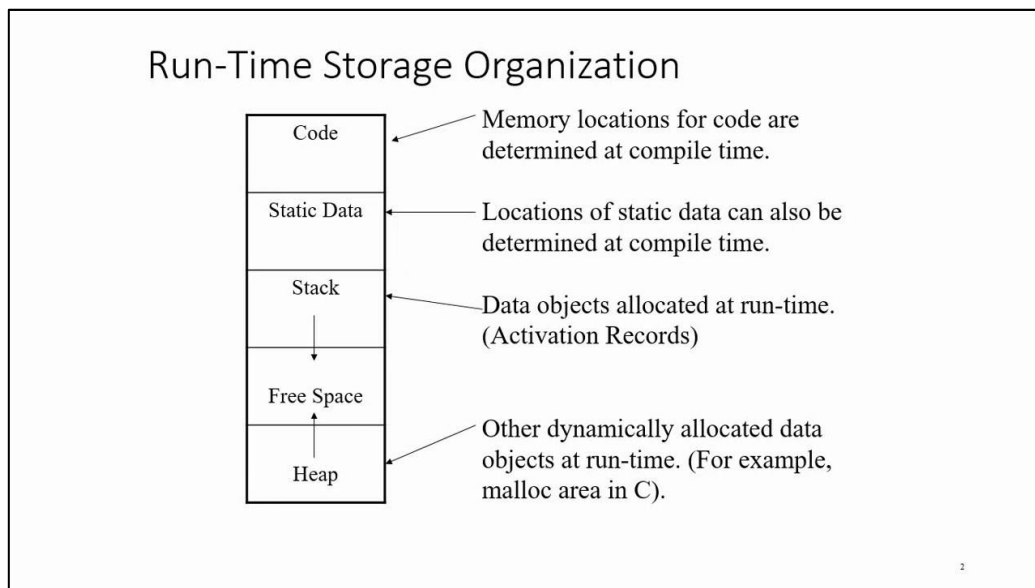 Run-Time Storage Organization
Code
Memory locations for code are
determined at compile time.
Static Data
Locations of static data can also be
determined at compile time.
Stack
Data objects allocated at run-time.
(Activation Records)
Free Space
Heap
Other dynamically allocated data
objects at run-time. (For example,
malloc area in C).
2